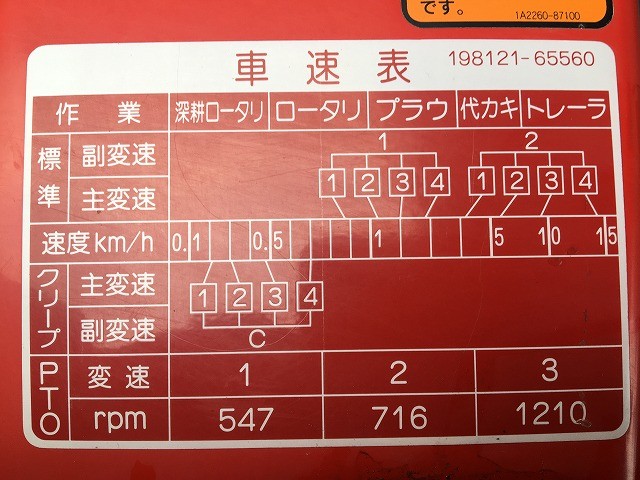 です。
1A2260-87100
車速表 198121-65560
作業 深耕ロータリ ロータリ プラウ 代カキ トレーラ
標準 副変速 1 2
主変速 1 2 3 4 1 2 3 4
速度km/h 0.1 0.5 1 5 10 15
クリープ 主変速 1 2 3 4
副変速 C
PTO 変速 1 2 3
rpm 547 716 1210